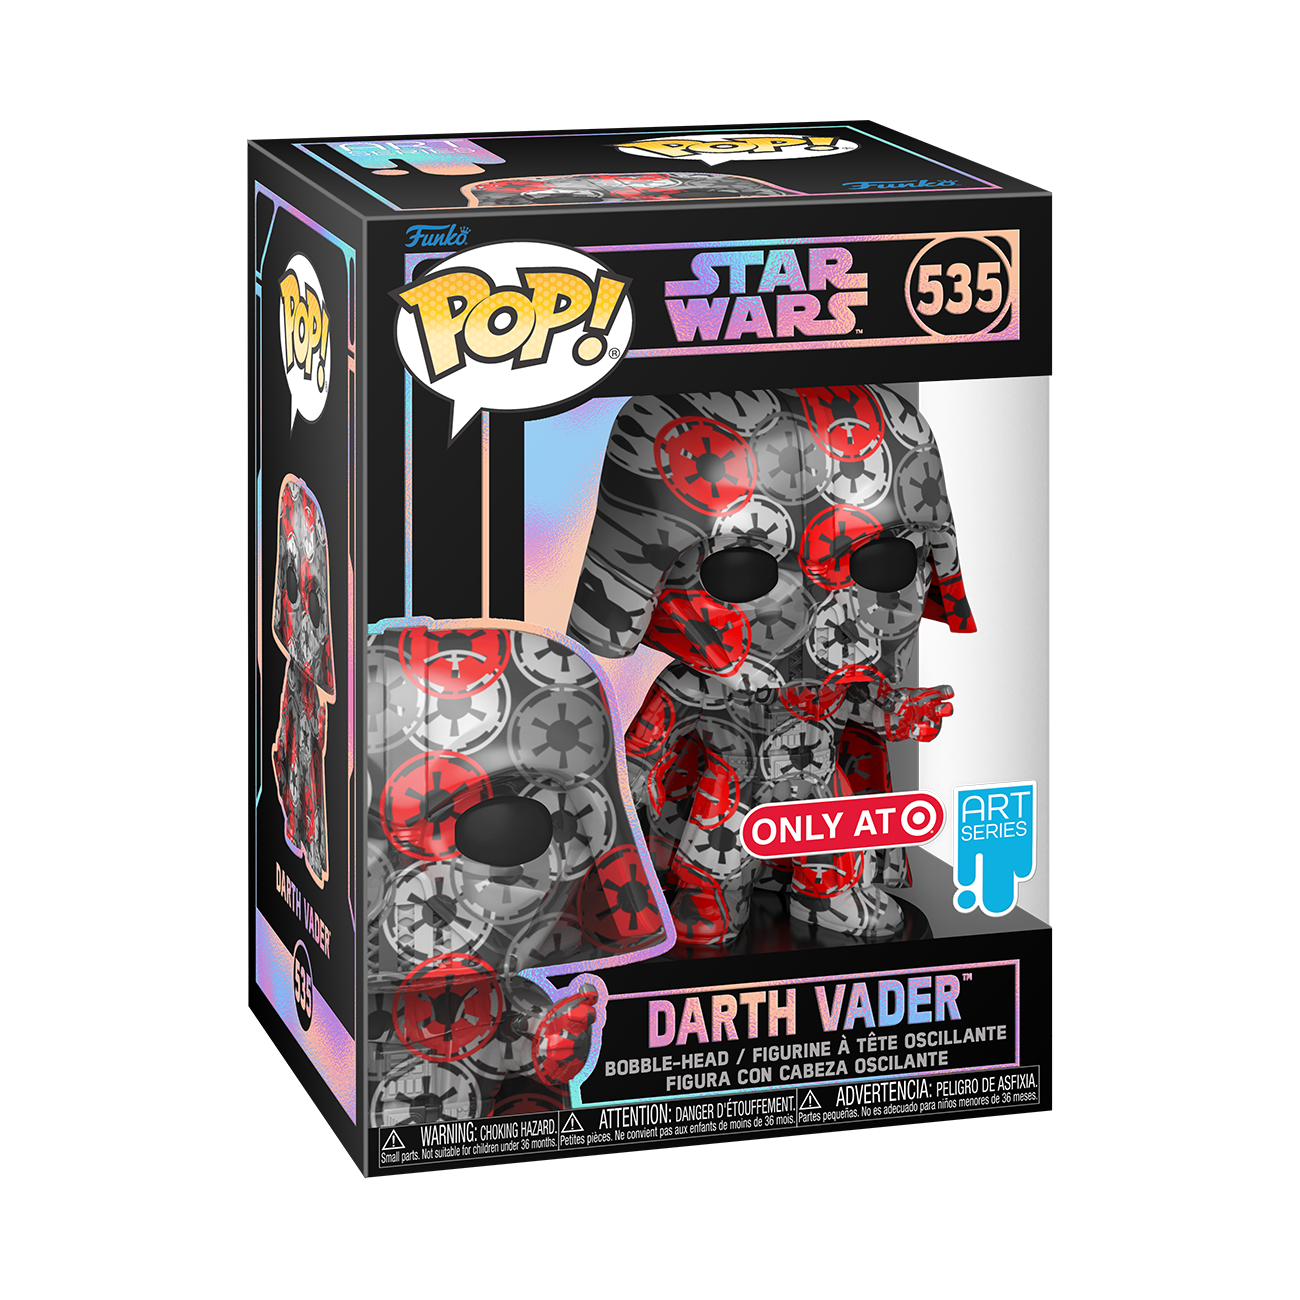 ART
SERIES
POP!
Funko
Funko
POP!®
STAR
WARS™
535
POP!
ONLY AT
ART
SERIES
DARTH VADER
535
DARTH VADER™
BOBBLE-HEAD / FIGURINE À TÊTE OSCILLANTE
FIGURA CON CABEZA OSCILANTE
WARNING: CHOKING HAZARD.
Small parts. Not suitable for children under 36 months.
ATTENTION: DANGER D'ÉTOUFFEMENT.
Petites pièces. Ne convient pas aux enfants de moins de 36 mois.
ADVERTENCIA: PELIGRO DE ASFIXIA.
Partes pequeñas. No es adecuado para niños menores de 36 meses.